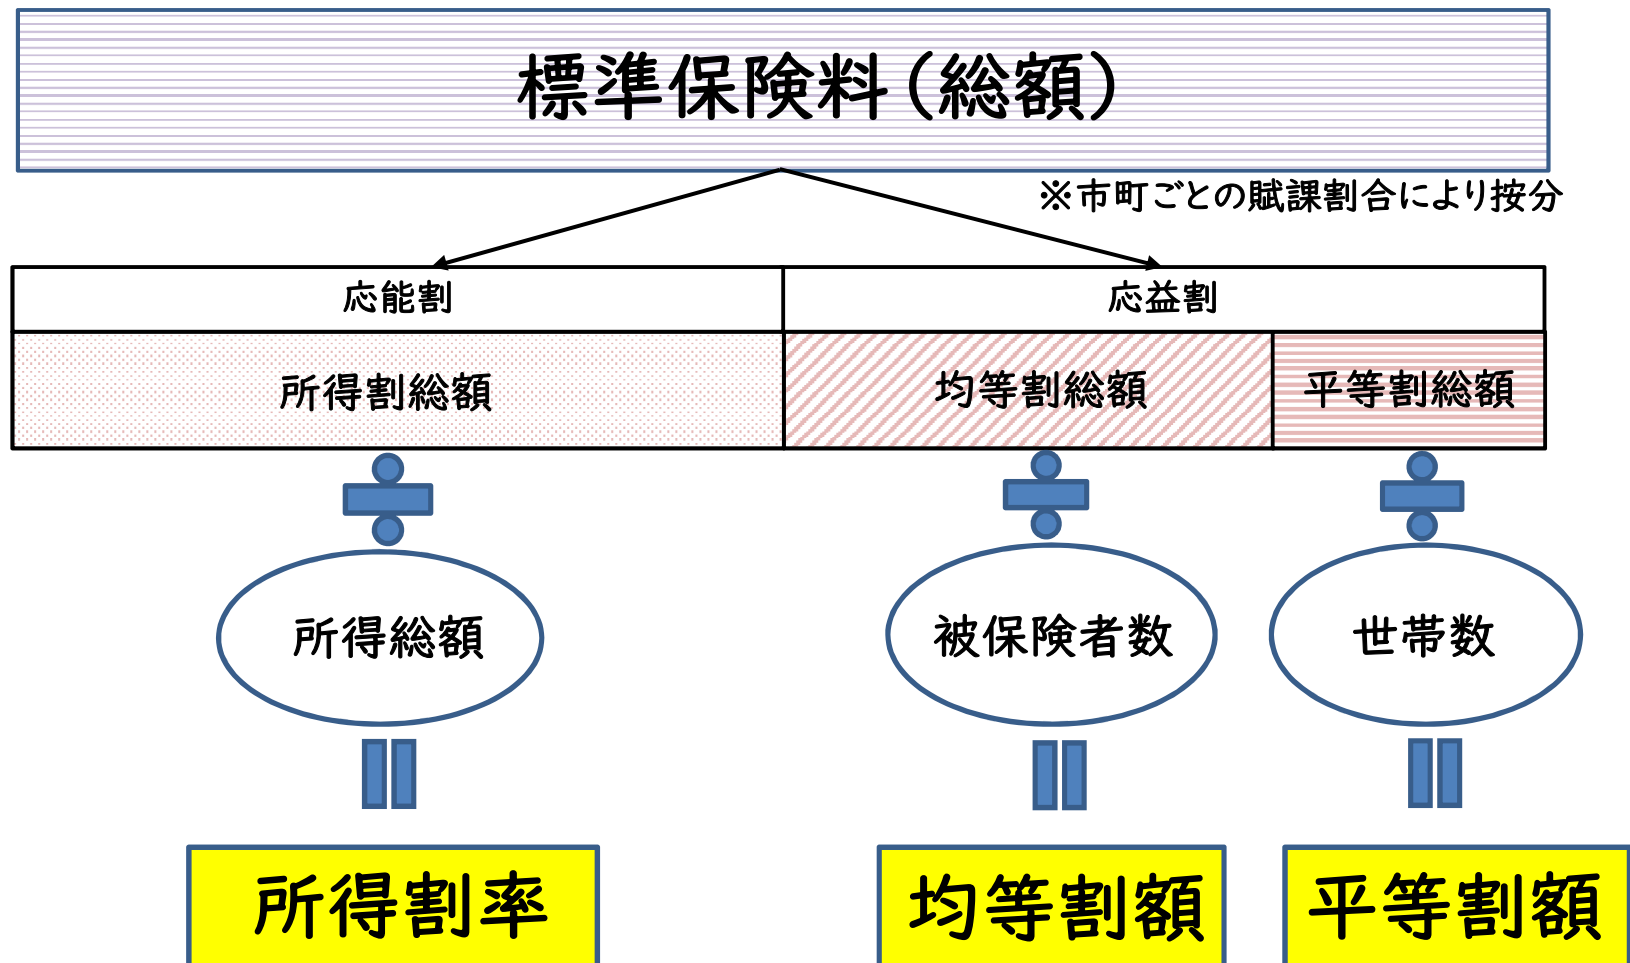 標準保険料（総額）
※市町ごとの賦課割合により按分
応能割
応益割
所得割総額
均等割総額
平等割総額
所得総額
被保険者数
世帯数
所得割率
均等割額
平等割額